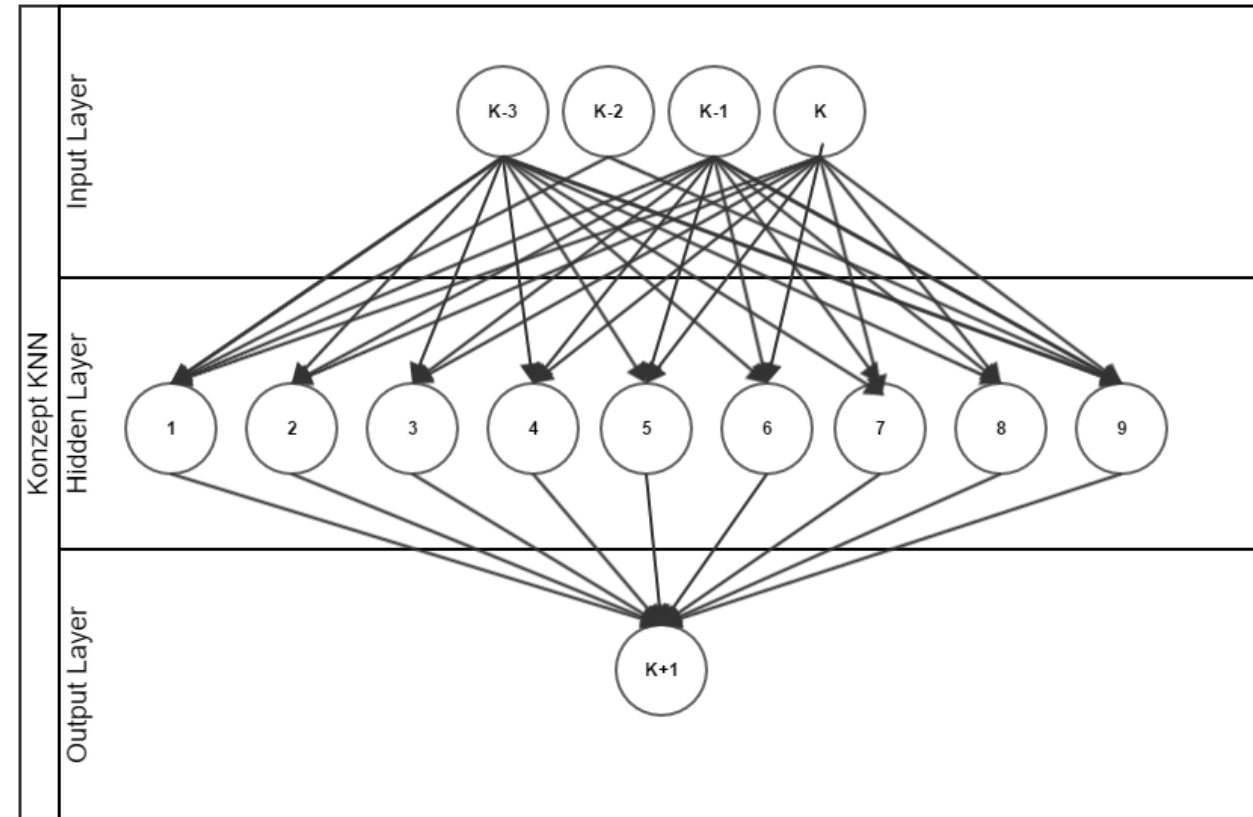 Konzept KNN
Input Layer
K-3
K-2
K-1
K
Hidden Layer
1
2
3
4
5
6
7
8
9
Output Layer
K+1